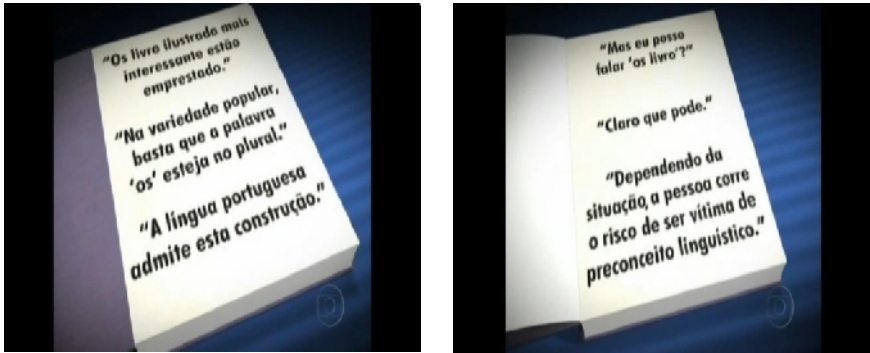 “Os livro ilustrado mais
interessante estão
emprestado.”
“Na variedade popular,
basta que a palavra
‘os’ esteja no plural.”
“A língua portuguesa
admite esta construção.”
“Mas eu posso
falar ‘os livro’?”
“Claro que pode.”
“Dependendo da
situação, a pessoa corre
o risco de ser vítima de
preconceito linguístico.”